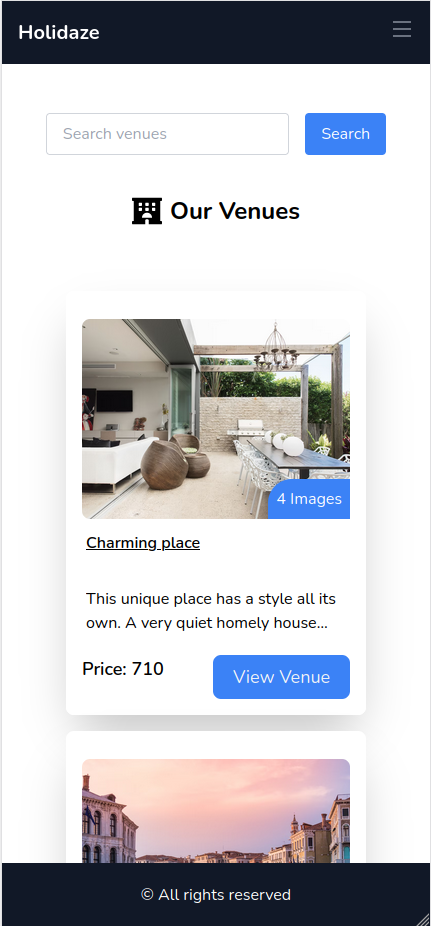 Holidaze
Search venues
Search
Our Venues
4 Images
Charming place
This unique place has a style all its
own. A very quiet homely house...
Price: 710
View Venue
© All rights reserved